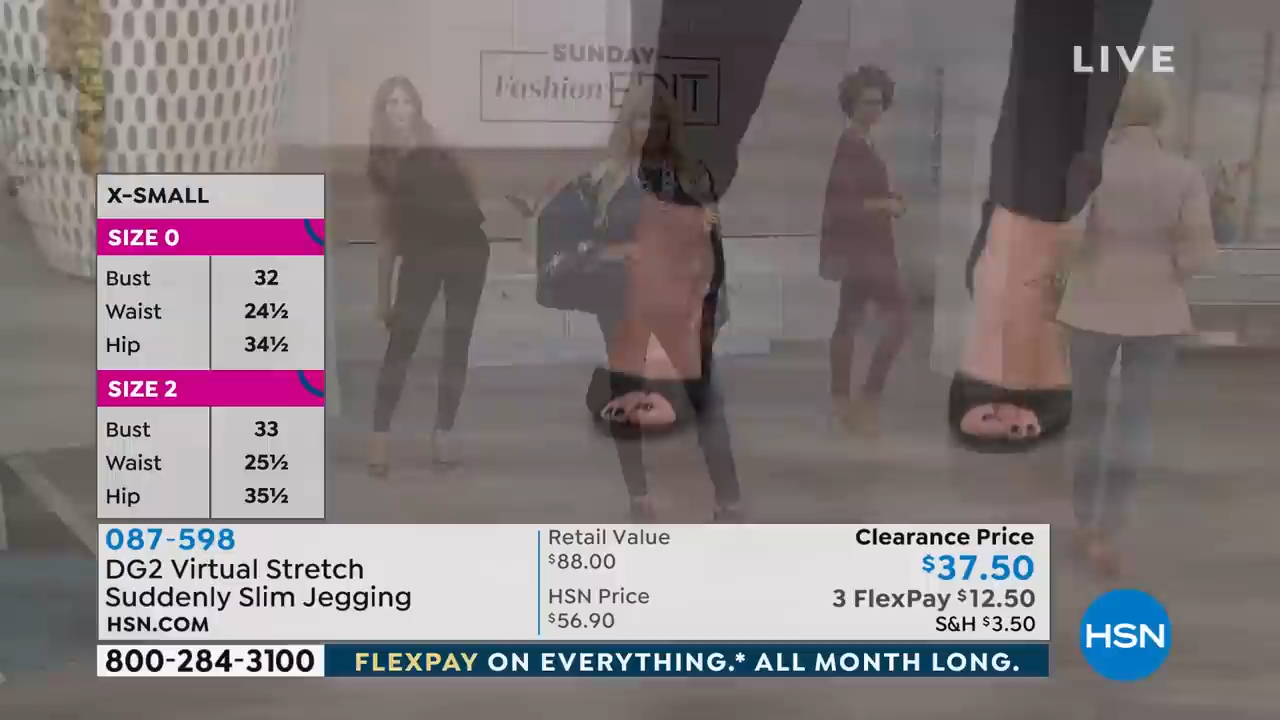 SUNDAY
Fashion EDIT
LIVE
X-SMALL
SIZE 0
Bust 32
Waist 24½
Hip 34½
SIZE 2
Bust 33
Waist 25½
Hip 35½
087-598
DG2 Virtual Stretch
Suddenly Slim Jegging
HSN.COM
Retail Value
$88.00
HSN Price
$56.90
Clearance Price
$37.50
3 FlexPay $12.50
S&H $3.50
HSN
800-284-3100
FLEXPAY ON EVERYTHING.* ALL MONTH LONG.